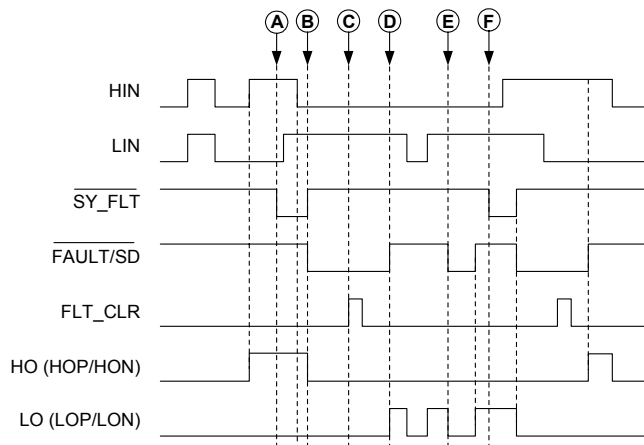 A B C D E F
HIN
LIN
SY_FLT
FAULT/SD
FLT_CLR
HO (HOP/HON)
LO (LOP/LON)